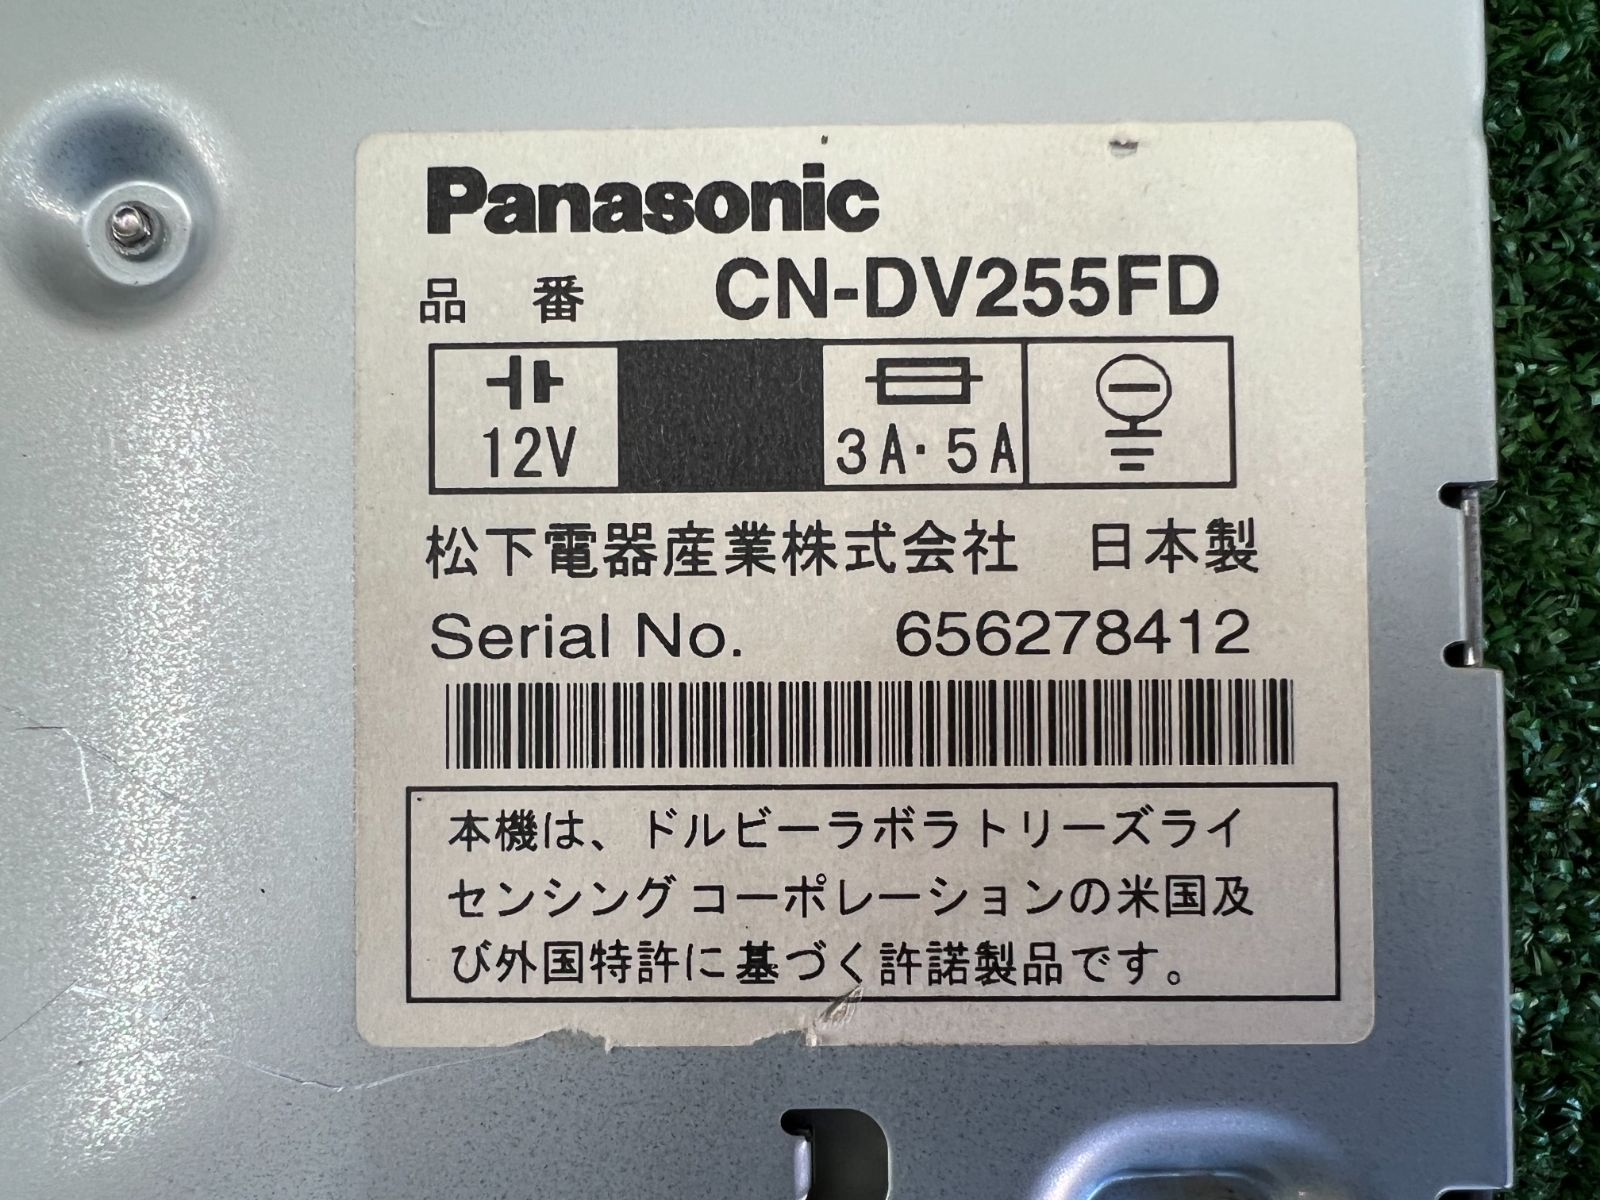 Panasonic
品 番 CN-DV255FD
12V 3A·5A
松下電器産業株式会社 日本製
Serial No. 656278412
本機は、ドルビーラボラトリーズライ
センシングコーポレーションの米国及
び外国特許に基づく許諾製品です。